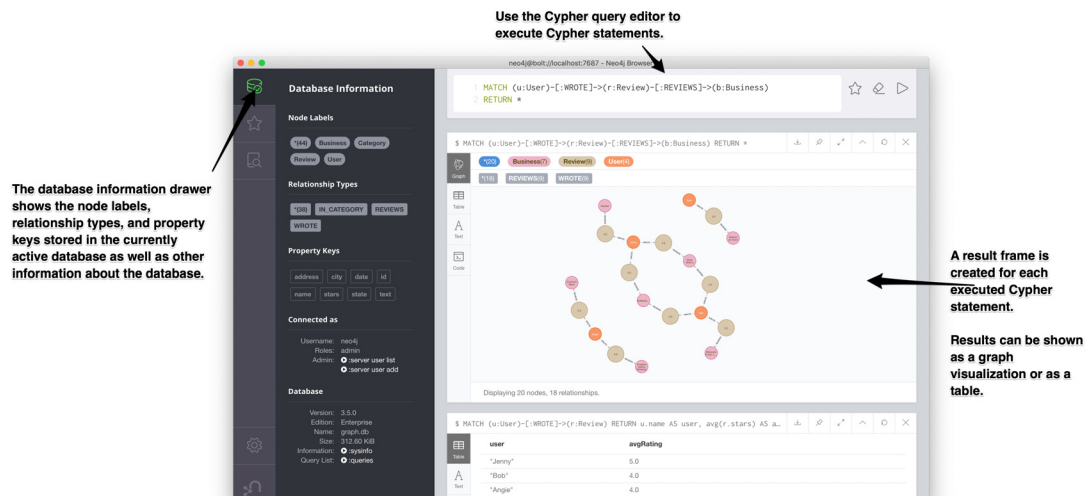 Use the Cypher query editor to
execute Cypher statements.
neo4j@bolt://localhost:7687 - Neo4j Browser
Database Information
1 MATCH (u:User)-[:WROTE]->(r:Review)-[:REVIEWS]->(b:Business)
2 RETURN *
Node Labels
*(44) Business Category
Review User
Relationship Types
*(38) IN_CATEGORY REVIEWS
WROTE
Property Keys
address city date id
name stars state text
Connected as
Username: neo4j
Roles: admin
Admin: :server user list
:server user add
Database
Version: 3.5.0
Edition: Enterprise
Name: graph.db
Size: 312.60 KiB
Information: :sysinfo
Query List: :queries
The database information drawer
shows the node labels,
relationship types, and property
keys stored in the currently
active database as well as other
information about the database.
$ MATCH (u:User)-[:WROTE]->(r:Review)-[:REVIEWS]->(b:Business) RETURN *
Graph
Table
Text
Code
*(20) Business(7) Review(9) User(4)
*(18) REVIEWS(9) WROTE(9)
Displaying 20 nodes, 18 relationships.
A result frame is
created for each
executed Cypher
statement.
Results can be shown
as a graph
visualization or as a
table.
$ MATCH (u:User)-[:WROTE]->(r:Review) RETURN u.name AS user, avg(r.stars) AS a…
Table
Text
user avgRating
"Jenny" 5.0
"Bob" 4.0
"Angie" 4.0